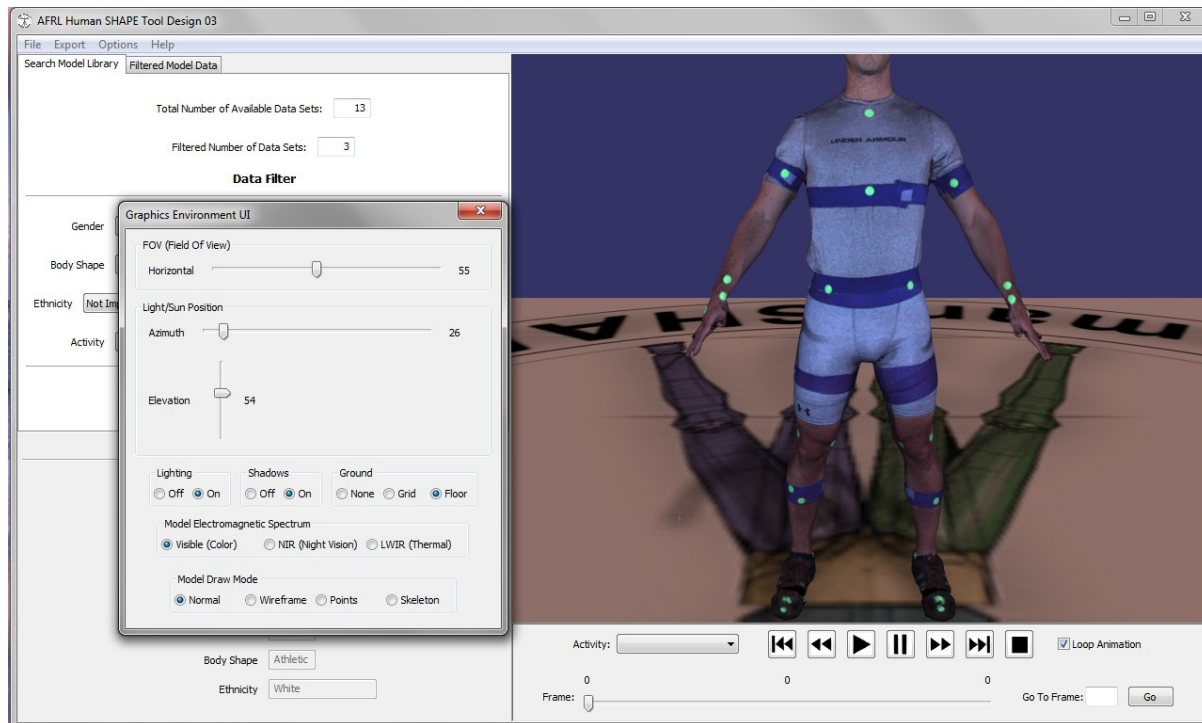 AFRL Human SHAPE Tool Design 03
File Export Options Help
Search Model Library Filtered Model Data
Total Number of Available Data Sets: 13
Filtered Number of Data Sets: 3
Data Filter
Gender
Body Shape
Ethnicity Not Im
Activity
Graphics Environment UI
FOV (Field Of View)
Horizontal 55
Light/Sun Position
Azimuth 26
Elevation 54
Lighting Shadows Ground
Off On Off On None Grid Floor
Model Electromagnetic Spectrum
Visible (Color) NIR (Night Vision) LWIR (Thermal)
Model Draw Mode
Normal Wireframe Points Skeleton
Body Shape Athletic
Ethnicity White
UNDER ARMOUR
Activity: Loop Animation
0 0 0
Frame: Go To Frame: Go